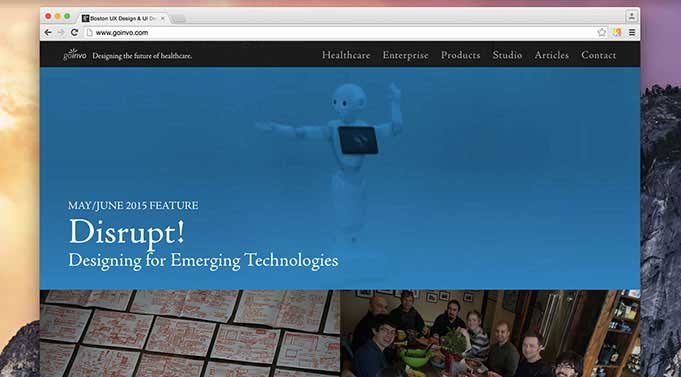 Boston UX Design & UI De
www.goinvo.com
goinvo Designing the future of healthcare.
Healthcare Enterprise Products Studio Articles Contact
MAY/JUNE 2015 FEATURE
Disrupt!
Designing for Emerging Technologies